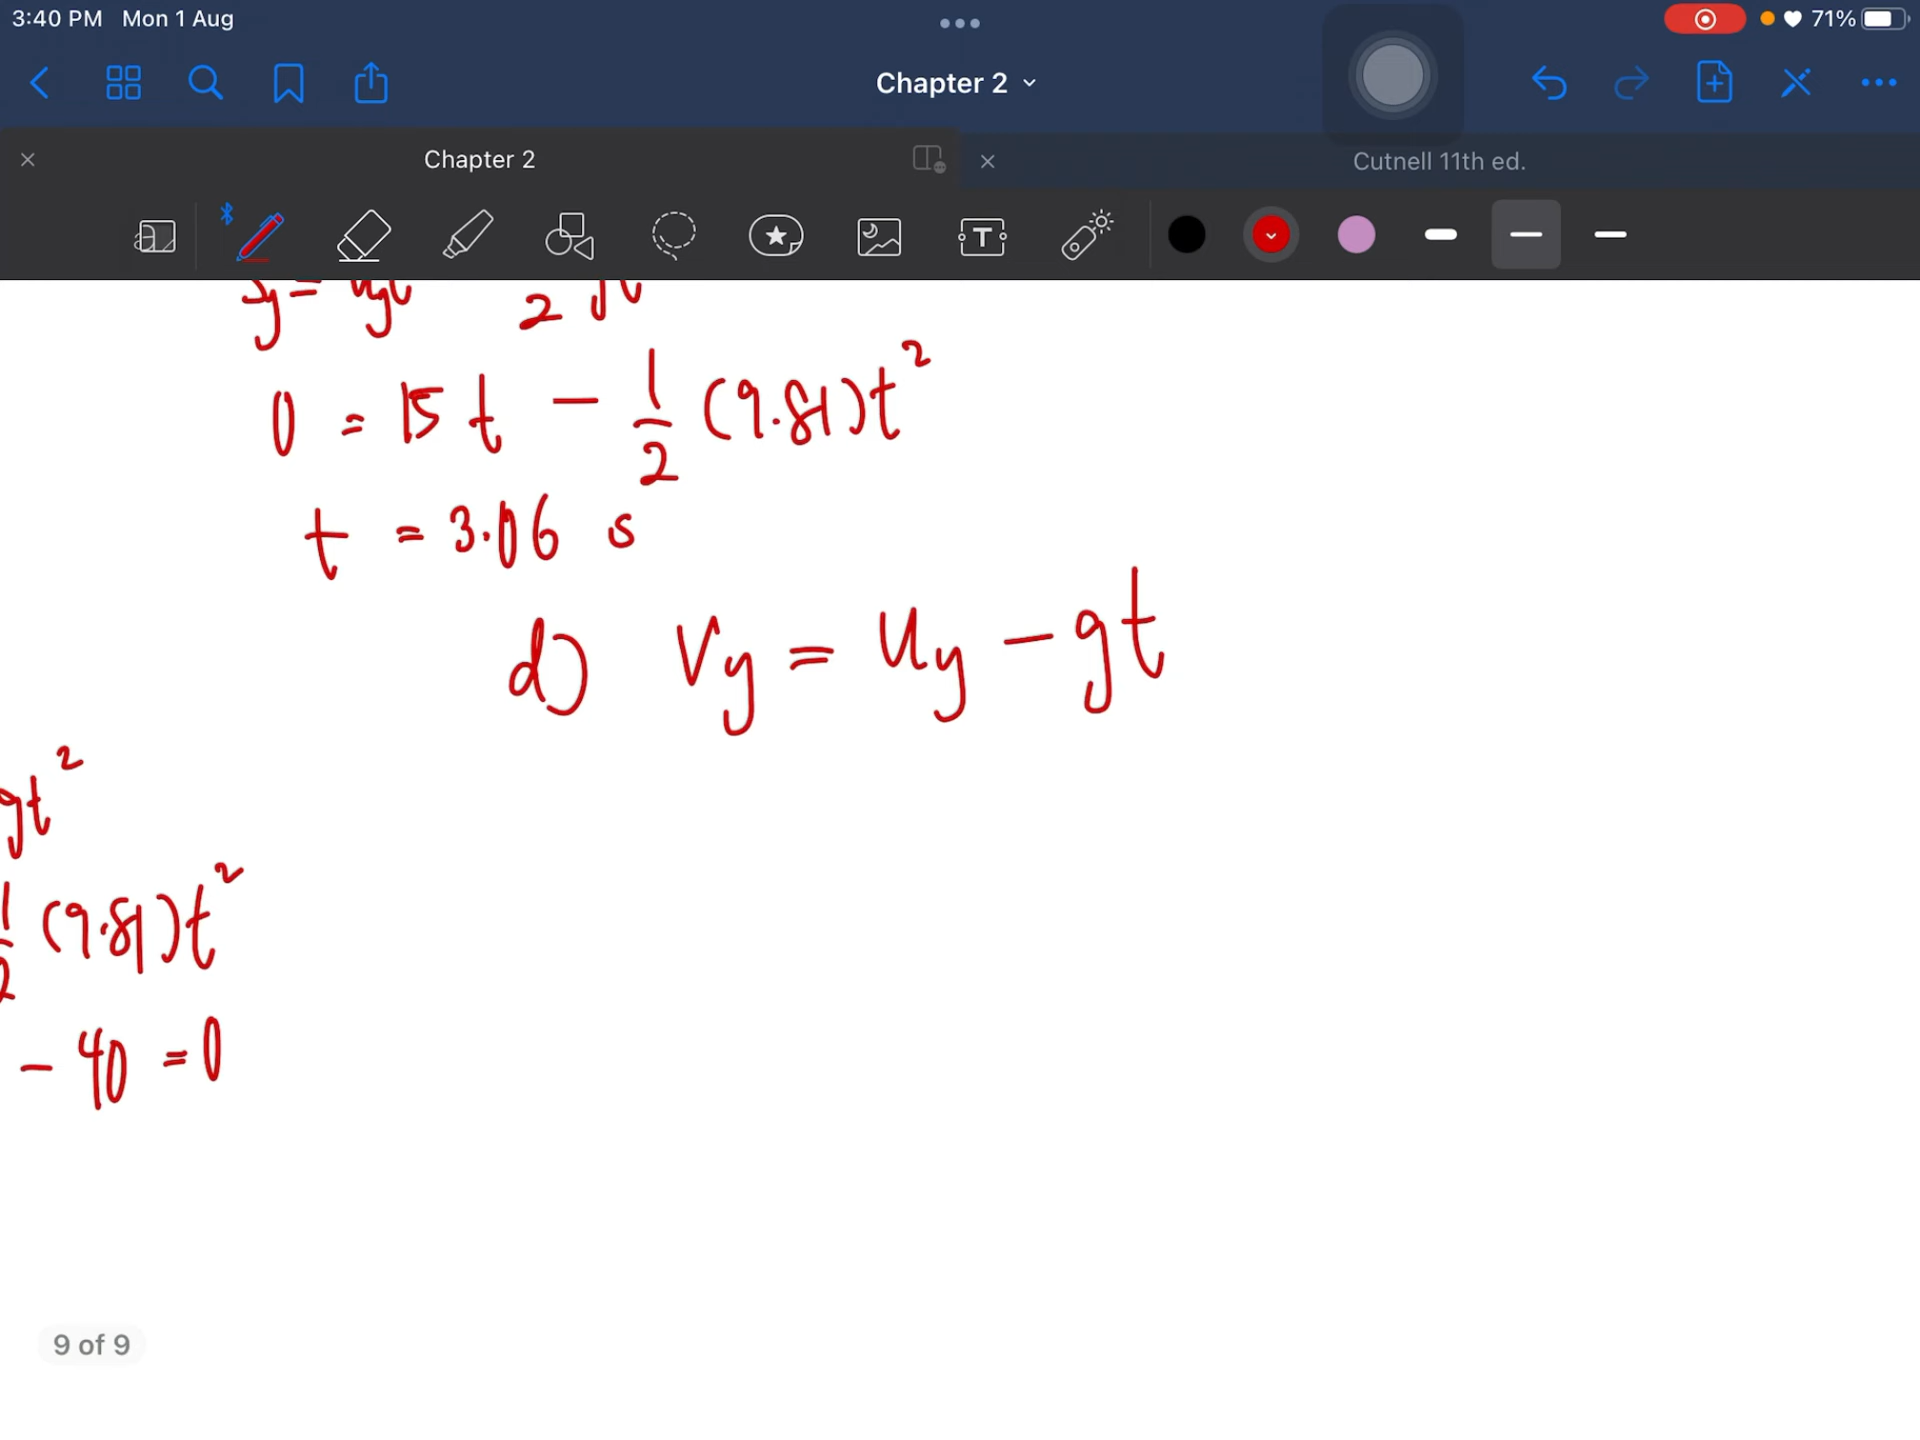 3:40 PM Mon 1 Aug
71%
Chapter 2
Chapter 2
Cutnell 11th ed.
0 = 15 t - 1/2 (9.81)t²
t = 3.06 s
d) Vy = Uy - gt
gt²
(9.81)t²
- 40 = 0
9 of 9